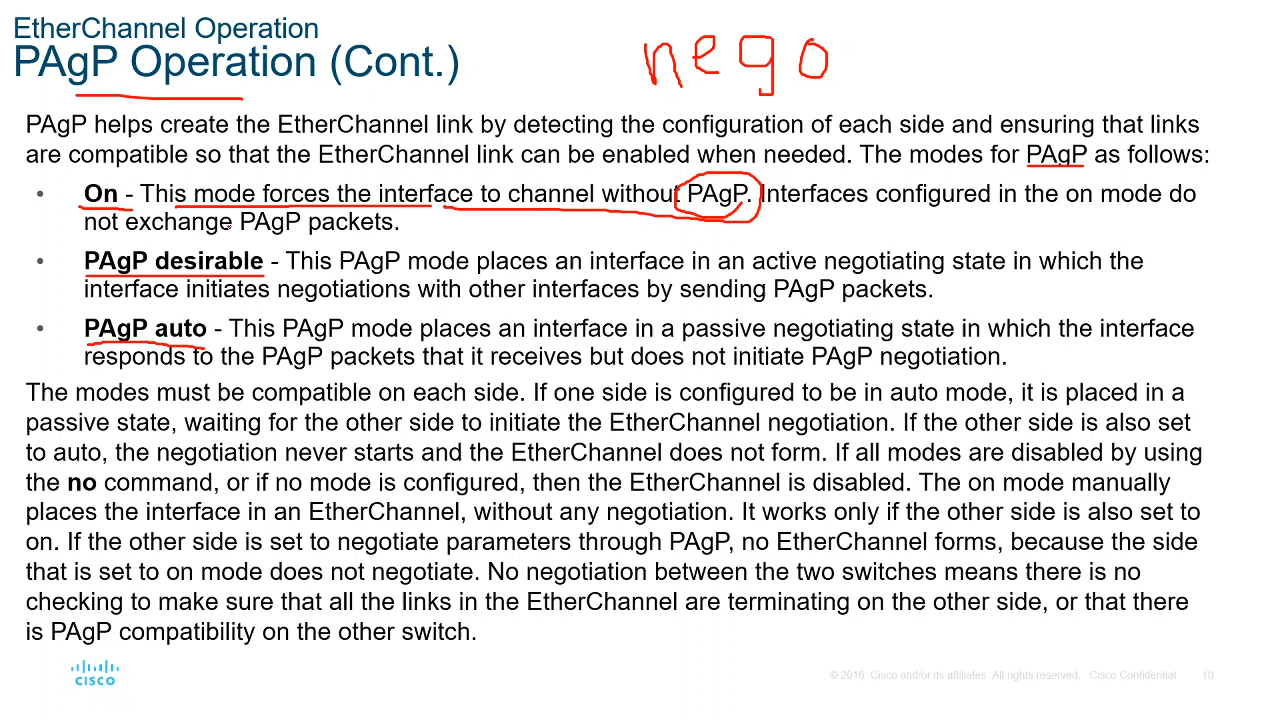 EtherChannel Operation
PAgP Operation (Cont.)
nego
PAgP helps create the EtherChannel link by detecting the configuration of each side and ensuring that links
are compatible so that the EtherChannel link can be enabled when needed. The modes for PAgP as follows:
• On - This mode forces the interface to channel without PAgP. Interfaces configured in the on mode do
not exchange PAgP packets.
• PAgP desirable - This PAgP mode places an interface in an active negotiating state in which the
interface initiates negotiations with other interfaces by sending PAgP packets.
• PAgP auto - This PAgP mode places an interface in a passive negotiating state in which the interface
responds to the PAgP packets that it receives but does not initiate PAgP negotiation.
The modes must be compatible on each side. If one side is configured to be in auto mode, it is placed in a
passive state, waiting for the other side to initiate the EtherChannel negotiation. If the other side is also set
to auto, the negotiation never starts and the EtherChannel does not form. If all modes are disabled by using
the no command, or if no mode is configured, then the EtherChannel is disabled. The on mode manually
places the interface in an EtherChannel, without any negotiation. It works only if the other side is also set to
on. If the other side is set to negotiate parameters through PAgP, no EtherChannel forms, because the side
that is set to on mode does not negotiate. No negotiation between the two switches means there is no
checking to make sure that all the links in the EtherChannel are terminating on the other side, or that there
is PAgP compatibility on the other switch.
CISCO
© 2016 Cisco and/or its affiliates. All rights reserved. Cisco Confidential 10